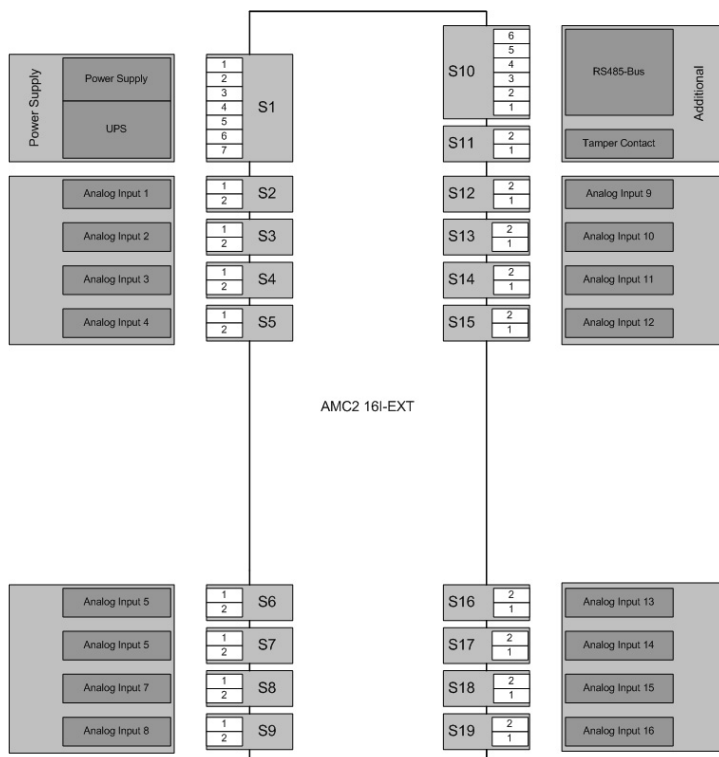 Power Supply
Power Supply
UPS
1
2
3
4
5
6
7
S1
Analog Input 1
1
2
S2
Analog Input 2
1
2
S3
Analog Input 3
1
2
S4
Analog Input 4
1
2
S5
S10
6
5
4
3
2
1
RS485-Bus
Additional
S11
2
1
Tamper Contact
S12
2
1
Analog Input 9
S13
2
1
Analog Input 10
S14
2
1
Analog Input 11
S15
2
1
Analog Input 12
AMC2 16I-EXT
Analog Input 5
1
2
S6
Analog Input 5
1
2
S7
Analog Input 7
1
2
S8
Analog Input 8
1
2
S9
S16
2
1
Analog Input 13
S17
2
1
Analog Input 14
S18
2
1
Analog Input 15
S19
2
1
Analog Input 16